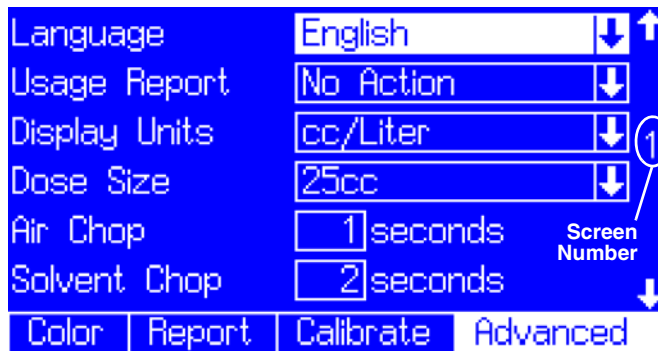 Language English
Usage Report No Action
Display Units cc/Liter
1
Dose Size 25cc
Air Chop 1 seconds
Screen
Number
Solvent Chop 2 seconds
Color Report Calibrate Advanced